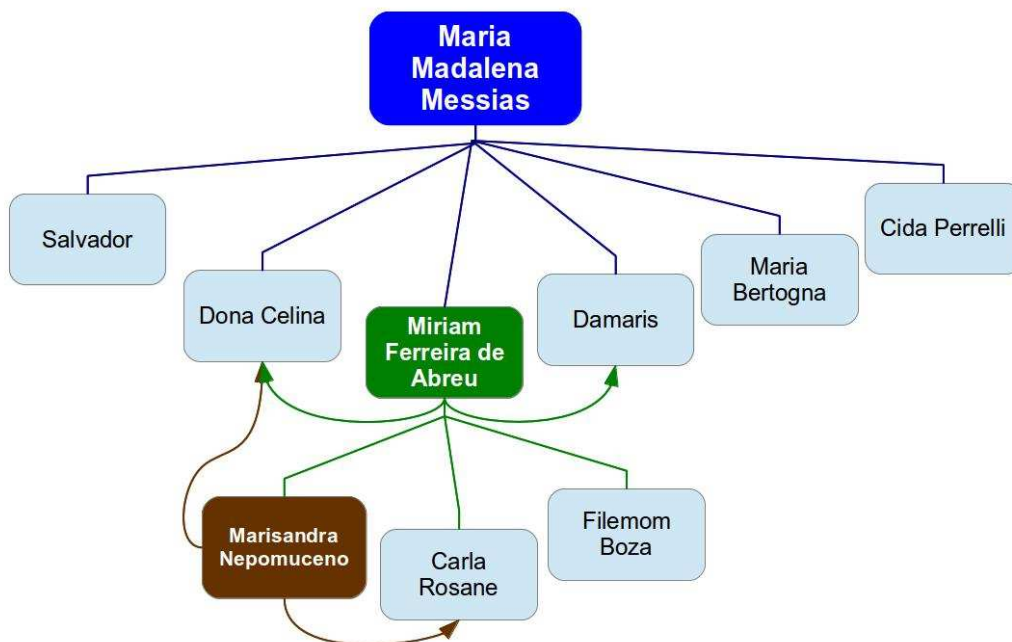 Maria
Madalena
Messias
Salvador
Dona Celina
Miriam
Ferreira de
Abreu
Damaris
Maria
Bertogna
Cida Perrelli
Marisandra
Nepomuceno
Carla
Rosane
Filemom
Boza